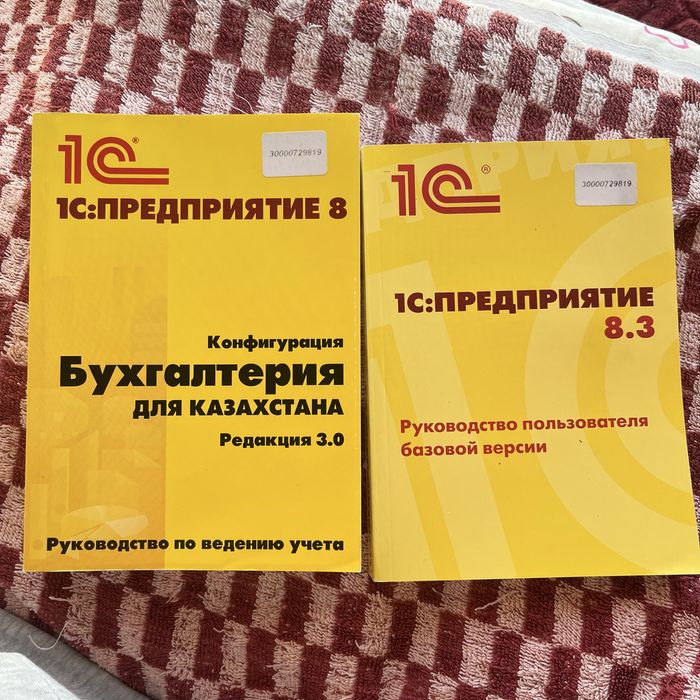 1С®
30000729819
1С:ПРЕДПРИЯТИЕ 8
Конфигурация
Бухгалтерия
ДЛЯ КАЗАХСТАНА
Редакция 3.0
Руководство по ведению учета
1С®
30000729819
1С:ПРЕДПРИЯТИЕ
8.3
Руководство пользователя
базовой версии